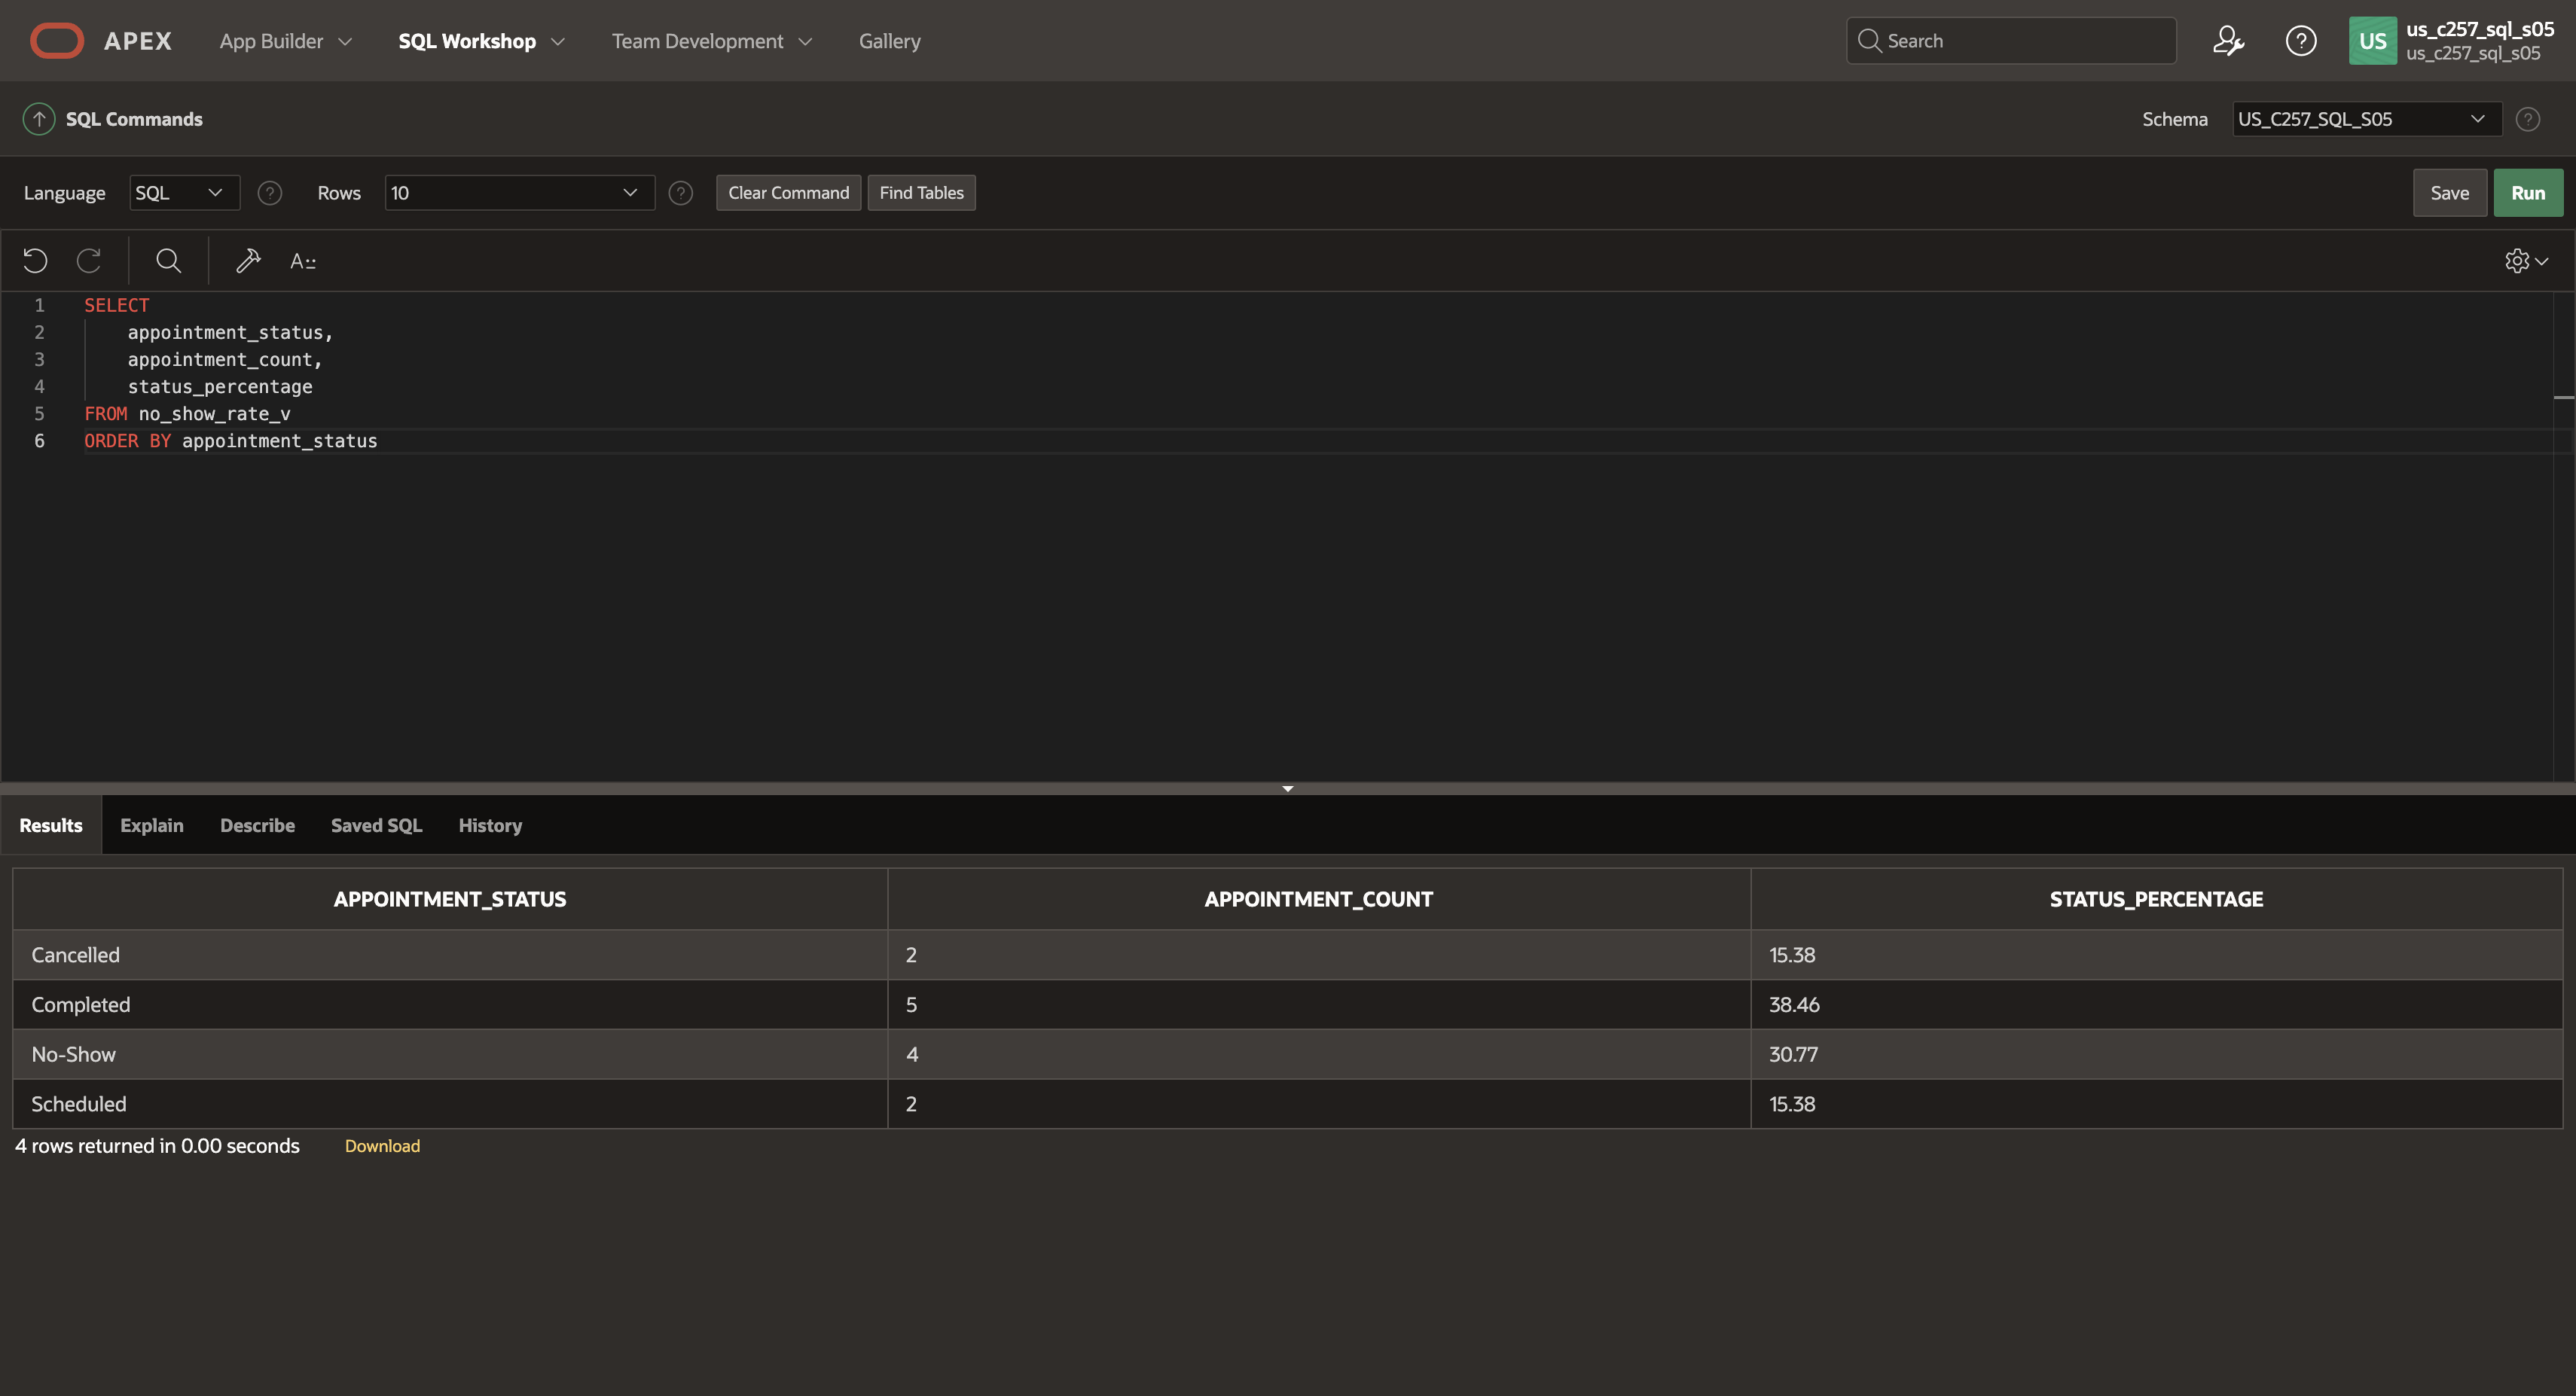 APEX App Builder SQL Workshop Team Development Gallery Search US us_c257_sql_s05
us_c257_sql_s05
SQL Commands Schema US_C257_SQL_S05
Language SQL Rows 10 Clear Command Find Tables Save Run
1 SELECT
2 appointment_status,
3 appointment_count,
4 status_percentage
5 FROM no_show_rate_v
6 ORDER BY appointment_status
Results Explain Describe Saved SQL History
APPOINTMENT_STATUS APPOINTMENT_COUNT STATUS_PERCENTAGE
Cancelled 2 15.38
Completed 5 38.46
No-Show 4 30.77
Scheduled 2 15.38
4 rows returned in 0.00 seconds Download